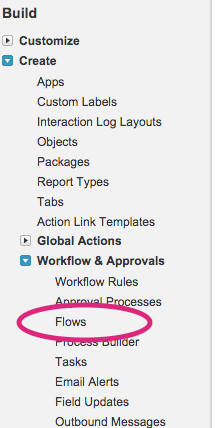 Build
Customize
Create
Apps
Custom Labels
Interaction Log Layouts
Objects
Packages
Report Types
Tabs
Action Link Templates
Global Actions
Workflow & Approvals
Workflow Rules
Approval Processes
Flows
Process Builder
Tasks
Email Alerts
Field Updates
Outbound Messages